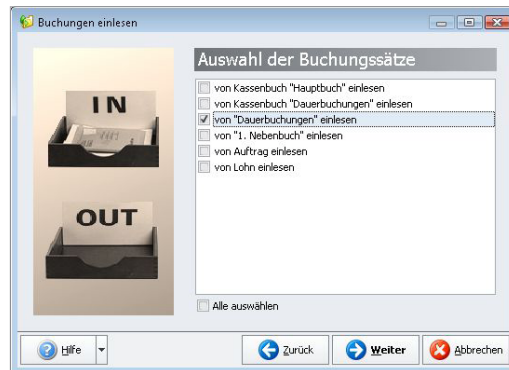 Buchungen einlesen
IN
OUT
Auswahl der Buchungssätze
von Kassenbuch "Hauptbuch" einlesen
von Kassenbuch "Dauerbuchungen" einlesen
von "Dauerbuchungen" einlesen
von "1. Nebenbuch" einlesen
von Auftrag einlesen
von Lohn einlesen
Alle auswählen
Hilfe
Zurück
Weiter
Abbrechen